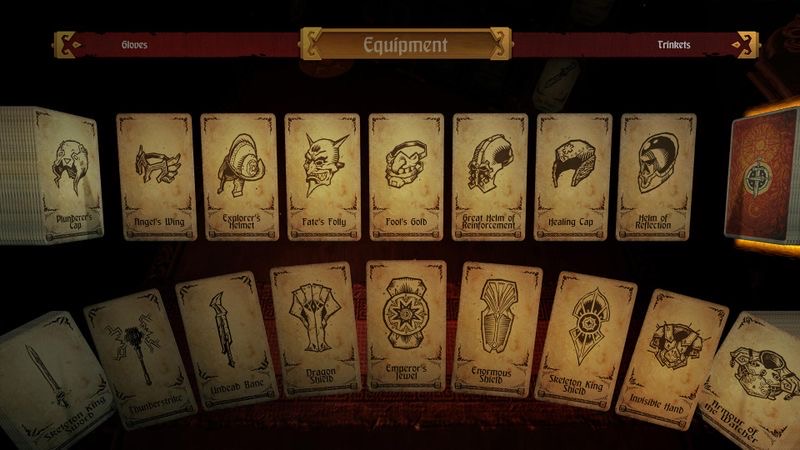 Gloves
Equipment
Trinkets
Plunderer's
Cap
Angel's Wing
Explorer's
Helmet
Fate's Folly
Fool's Gold
Great Helm of
Reinforcement
Healing Cap
Helm of
Reflection
Skeleton King
Sword
Thunderstrike
Undead Bane
Dragon
Shield
Emperor's
Jewel
Enormous
Shield
Skeleton King
Shield
Invisible Hand
Armour of
the Watcher